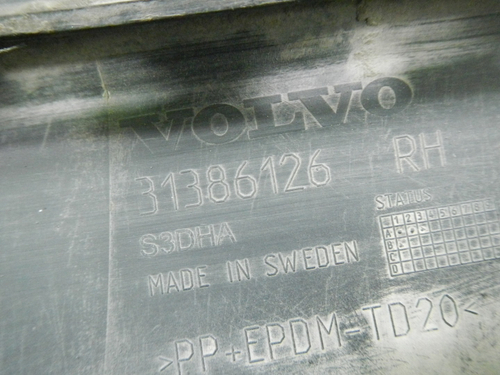 VOLVO
31386126 RH
S3DHA
STATUS
MADE IN SWEDEN
A
B
C
D
>PP+EPDM-TD20<